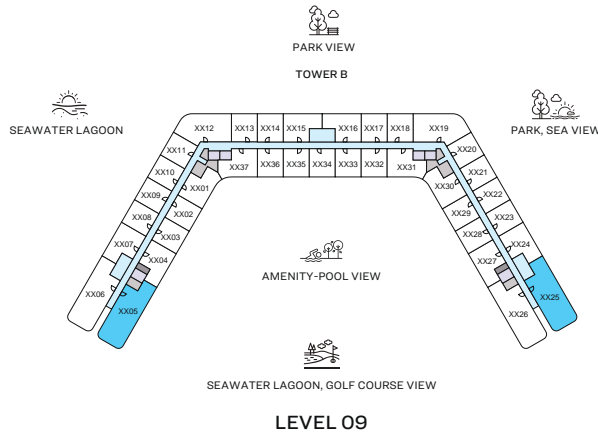 PARK VIEW
TOWER B
SEAWATER LAGOON
PARK, SEA VIEW
XX12
XX13
XX14
XX15
XX16
XX17
XX18
XX19
XX11
XX20
XX10
XX01
XX37
XX36
XX35
XX34
XX33
XX32
XX31
XX30
XX21
XX09
XX02
XX29
XX22
XX08
XX03
XX28
XX23
XX07
XX04
XX27
XX24
XX06
XX05
XX26
XX25
AMENITY-POOL VIEW
SEAWATER LAGOON, GOLF COURSE VIEW
LEVEL 09